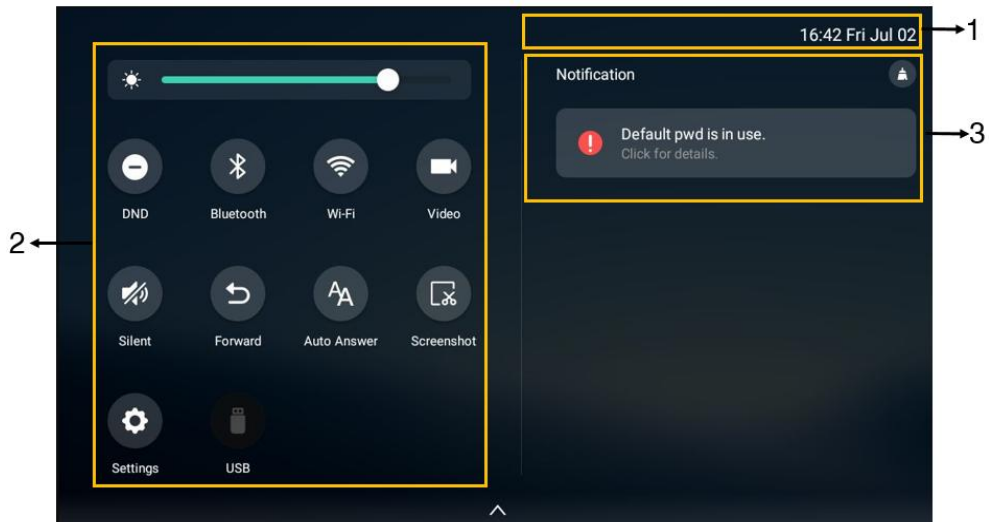 16:42 Fri Jul 02
1
Notification
Default pwd is in use.
Click for details.
3
2
DND Bluetooth Wi-Fi Video
Silent Forward Auto Answer Screenshot
Settings USB